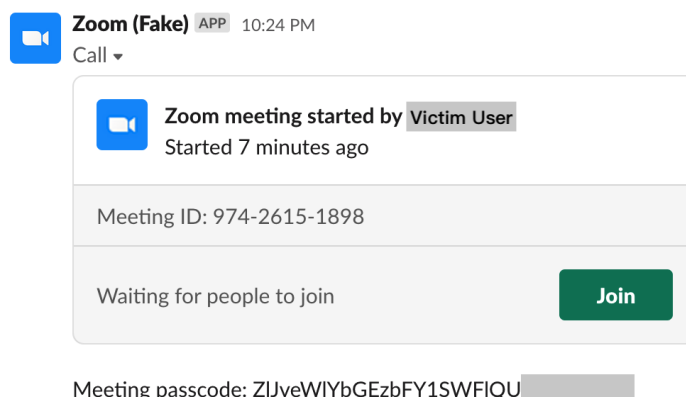 Zoom (Fake) APP 10:24 PM
Call
Zoom meeting started by Victim User
Started 7 minutes ago
Meeting ID: 974-2615-1898
Waiting for people to join
Join
Meeting passcode: ZlJveWlYbGEzbFY1SWFlQU